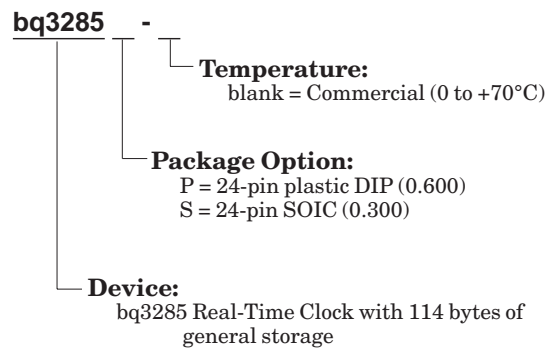 bq3285 _ - _
Temperature:
blank = Commercial (0 to +70°C)
Package Option:
P = 24-pin plastic DIP (0.600)
S = 24-pin SOIC (0.300)
Device:
bq3285 Real-Time Clock with 114 bytes of
general storage